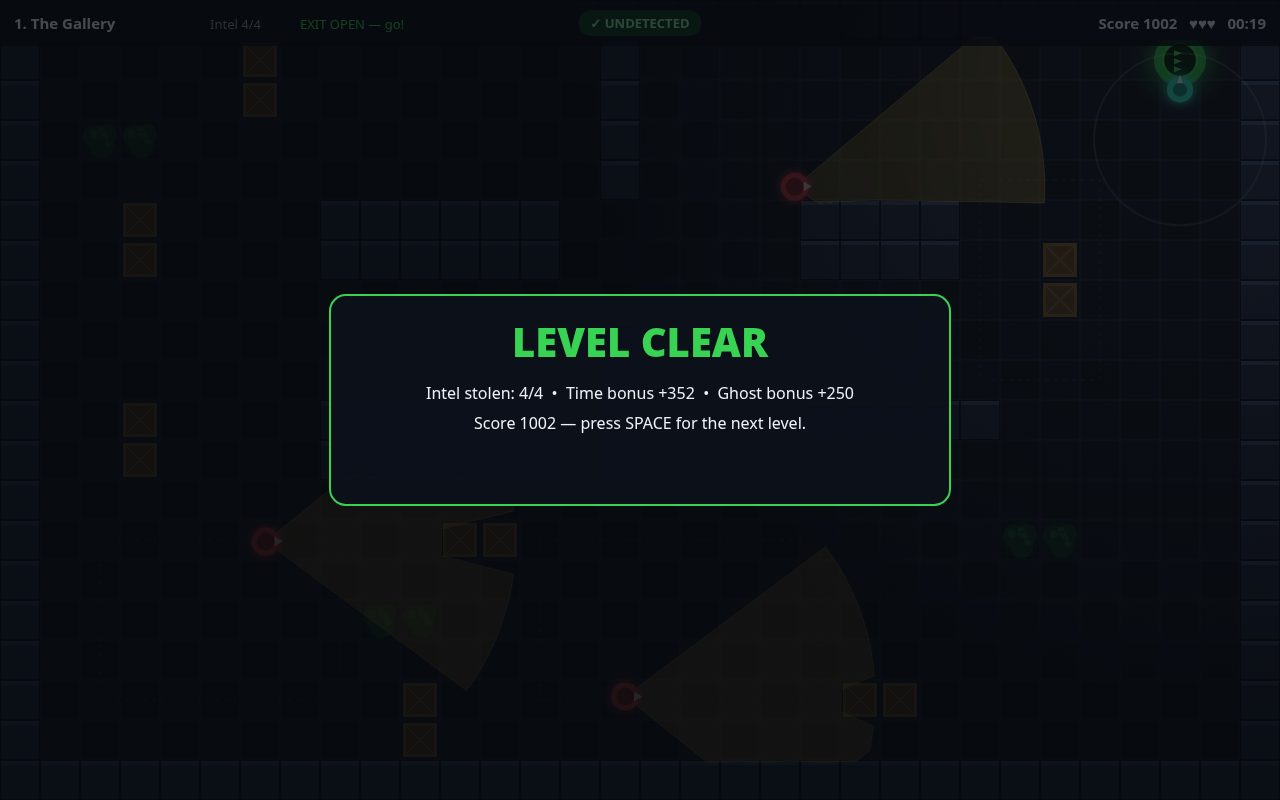 1. The Gallery Intel 4/4 EXIT OPEN — go! ✓ UNDETECTED Score 1002 ♥♥♥ 00:19
LEVEL CLEAR
Intel stolen: 4/4 • Time bonus +352 • Ghost bonus +250
Score 1002 — press SPACE for the next level.